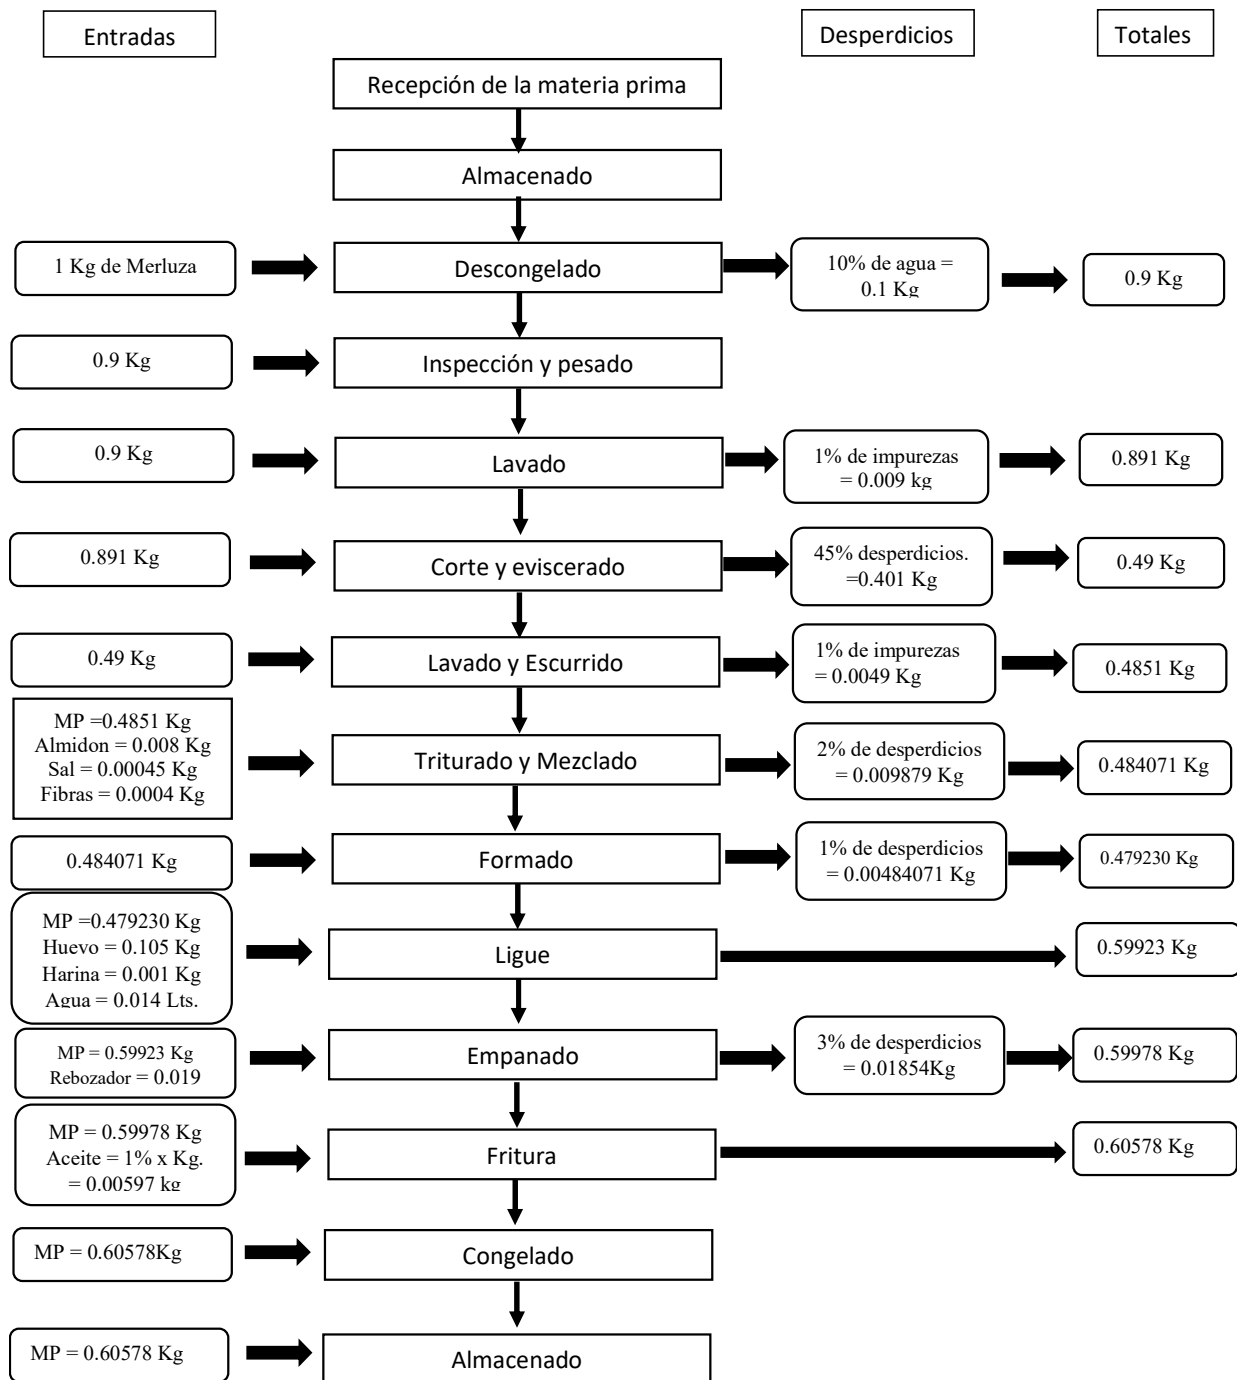 Entradas
Desperdicios
Totales
Recepción de la materia prima
Almacenado
1 Kg de Merluza
Descongelado
10% de agua =
0.1 Kg
0.9 Kg
0.9 Kg
Inspección y pesado
0.9 Kg
Lavado
1% de impurezas
= 0.009 kg
0.891 Kg
0.891 Kg
Corte y eviscerado
45% desperdicios.
=0.401 Kg
0.49 Kg
0.49 Kg
Lavado y Escurrido
1% de impurezas
= 0.0049 Kg
0.4851 Kg
MP =0.4851 Kg
Almidon = 0.008 Kg
Sal = 0.00045 Kg
Fibras = 0.0004 Kg
Triturado y Mezclado
2% de desperdicios
= 0.009879 Kg
0.484071 Kg
0.484071 Kg
Formado
1% de desperdicios
= 0.00484071 Kg
0.479230 Kg
MP =0.479230 Kg
Huevo = 0.105 Kg
Harina = 0.001 Kg
Agua = 0.014 Lts.
Ligue
0.59923 Kg
MP = 0.59923 Kg
Rebozador = 0.019
Empanado
3% de desperdicios
= 0.01854Kg
0.59978 Kg
MP = 0.59978 Kg
Aceite = 1% x Kg.
= 0.00597 kg
Fritura
0.60578 Kg
MP = 0.60578Kg
Congelado
MP = 0.60578 Kg
Almacenado